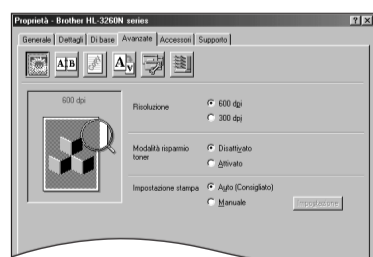 Proprietà - Brother HL-3260N series
Generale Dettagli Di base Avanzate Accessori Supporto
A B
A v
600 dpi
Risoluzione
600 dpi
300 dpi
Modalità risparmio toner
Disattivato
Attivato
Impostazione stampa
Auto (Consigliato)
Manuale
Impostazione